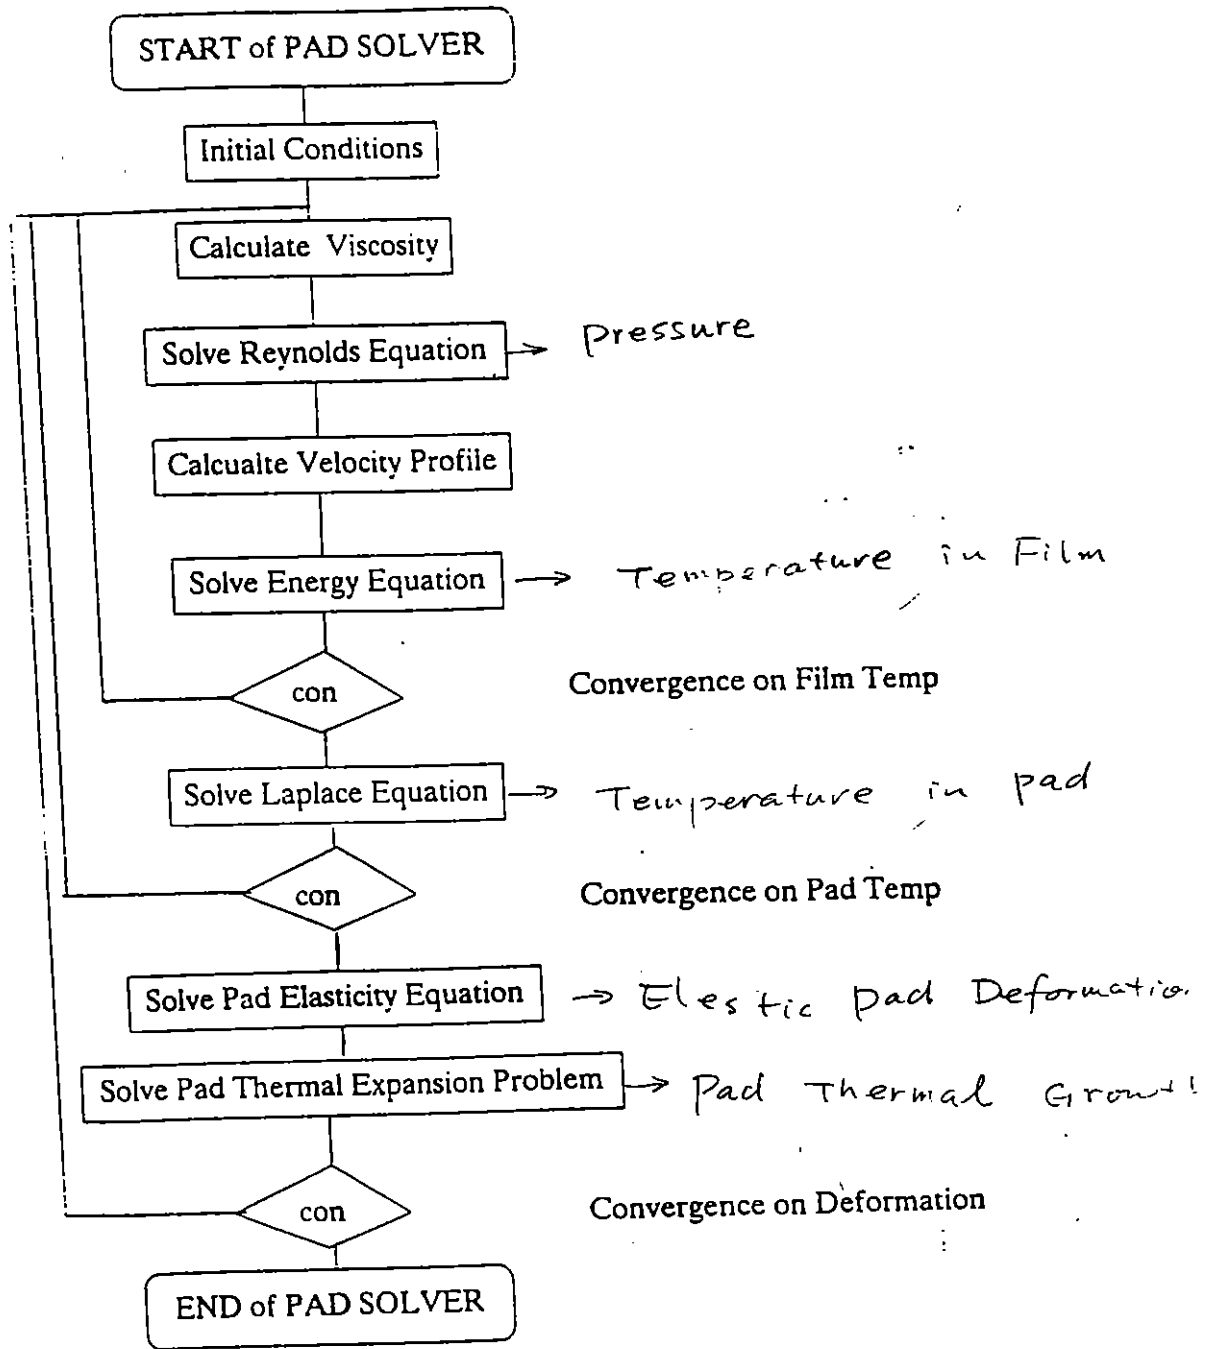 START of PAD SOLVER
Initial Conditions
Calculate Viscosity
Solve Reynolds Equation → pressure
Calcualte Velocity Profile
Solve Energy Equation → Temperature in Film
con Convergence on Film Temp
Solve Laplace Equation → Temperature in pad
con Convergence on Pad Temp
Solve Pad Elasticity Equation → Elestic pad Deformatio
Solve Pad Thermal Expansion Problem → Pad Thermal
con Convergence on Deformation
END of PAD SOLVER